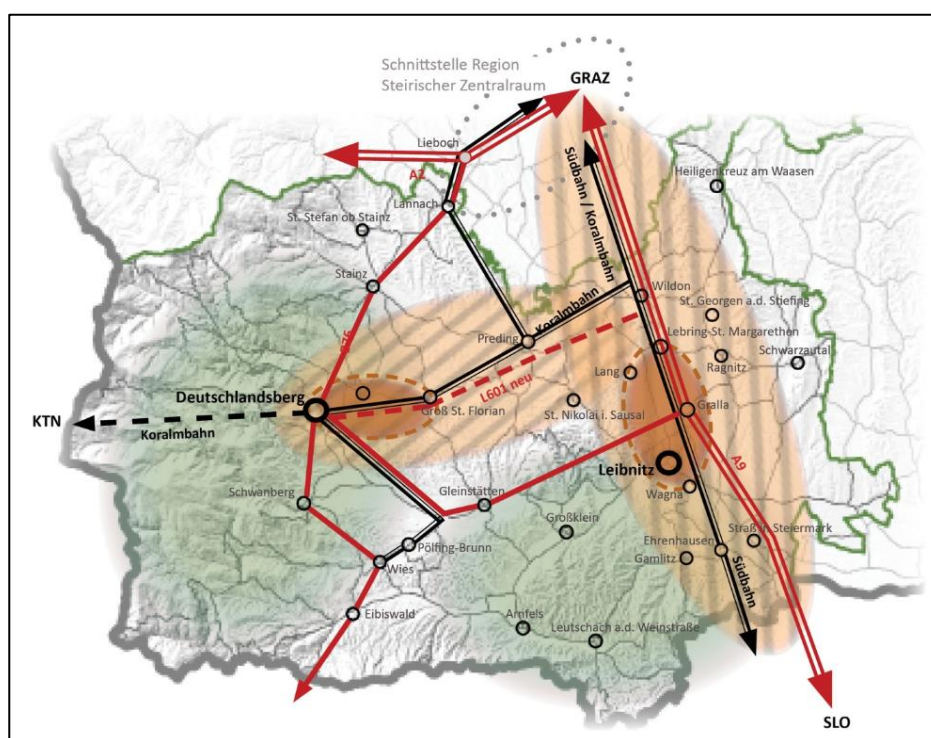 Schnittstelle Region
Steirischer Zentralraum
GRAZ
Lieboch
A2
Südbahn / Koralmbahn
Heiligenkreuz am Waasen
Lannach
St. Stefan ob Stainz
Stainz
Wildon
St. Georgen a.d. Stiefing
Koralmbahn
Preding
Lebring-St. Margarethen
Schwarzautal
Ragnitz
B76
Lang
L601 neu
Deutschlandsberg
Groß St. Florian
St. Nikolai i. Sausal
Gralla
KTN
Koralmbahn
A9
Leibnitz
Schwanberg
Gleinstätten
Wagna
Großklein
Straß in Steiermark
Ehrenhausen
Pölfing-Brunn
Gamlitz
Wies
Südbahn
Eibiswald
Arnfels
Leutschach a.d. Weinstraße
SLO